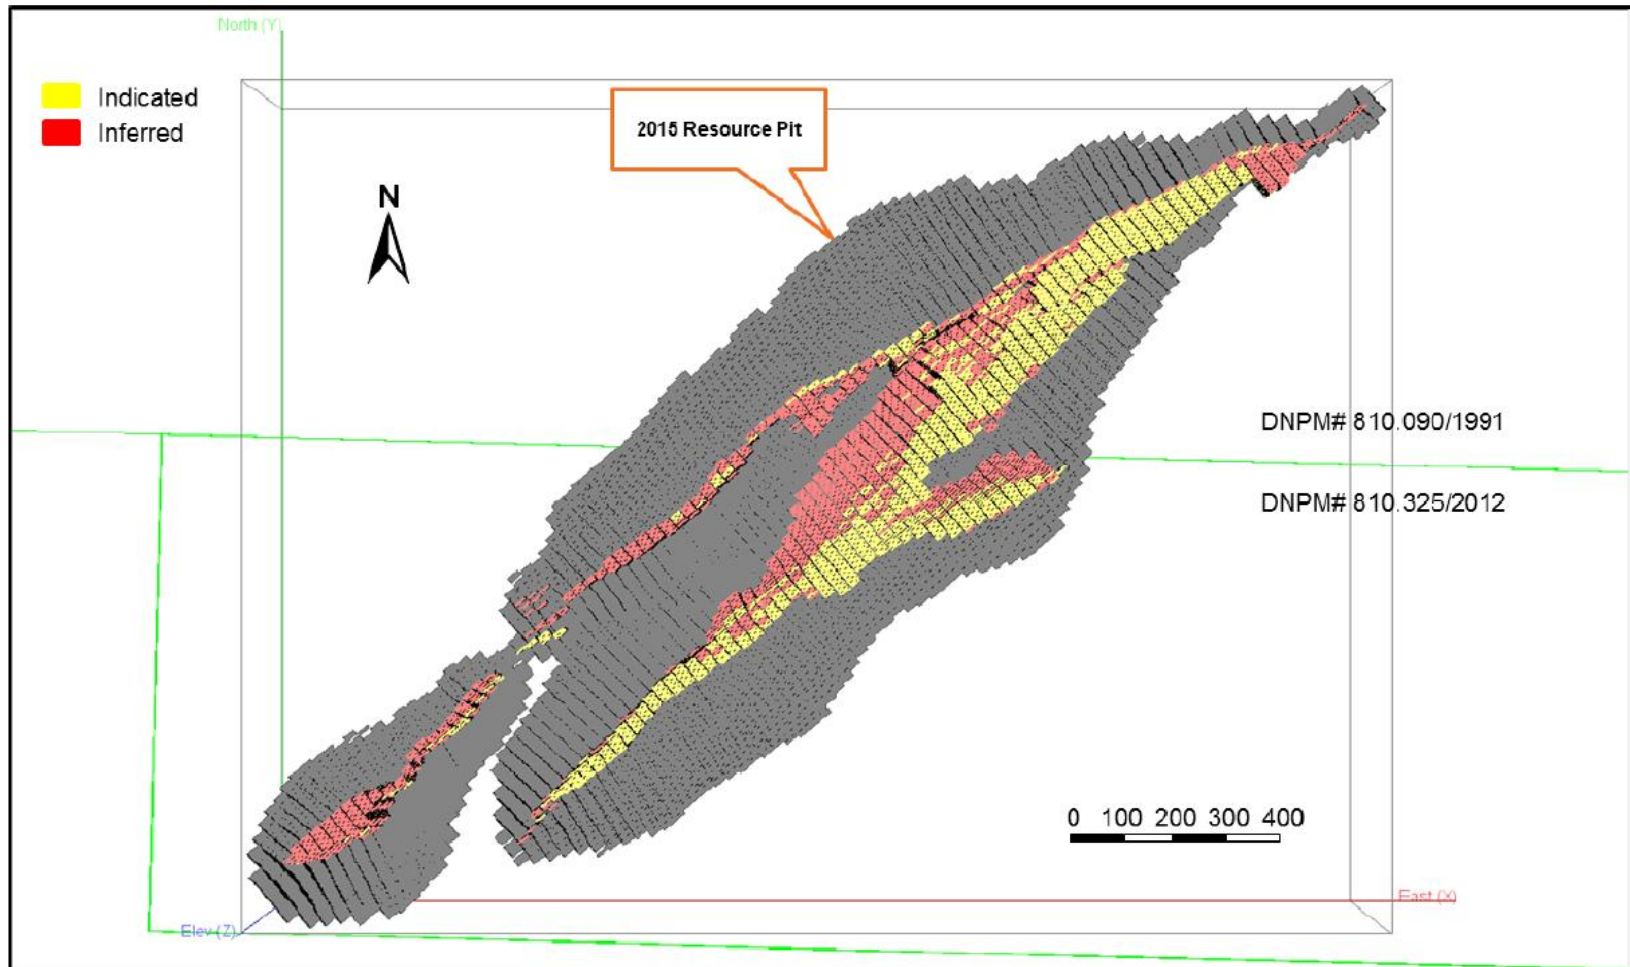 North (Y)
Indicated
Inferred
2015 Resource Pit
N
DNPM# 810.090/1991
DNPM# 810.325/2012
0 100 200 300 400
East (X)
Elev (Z)